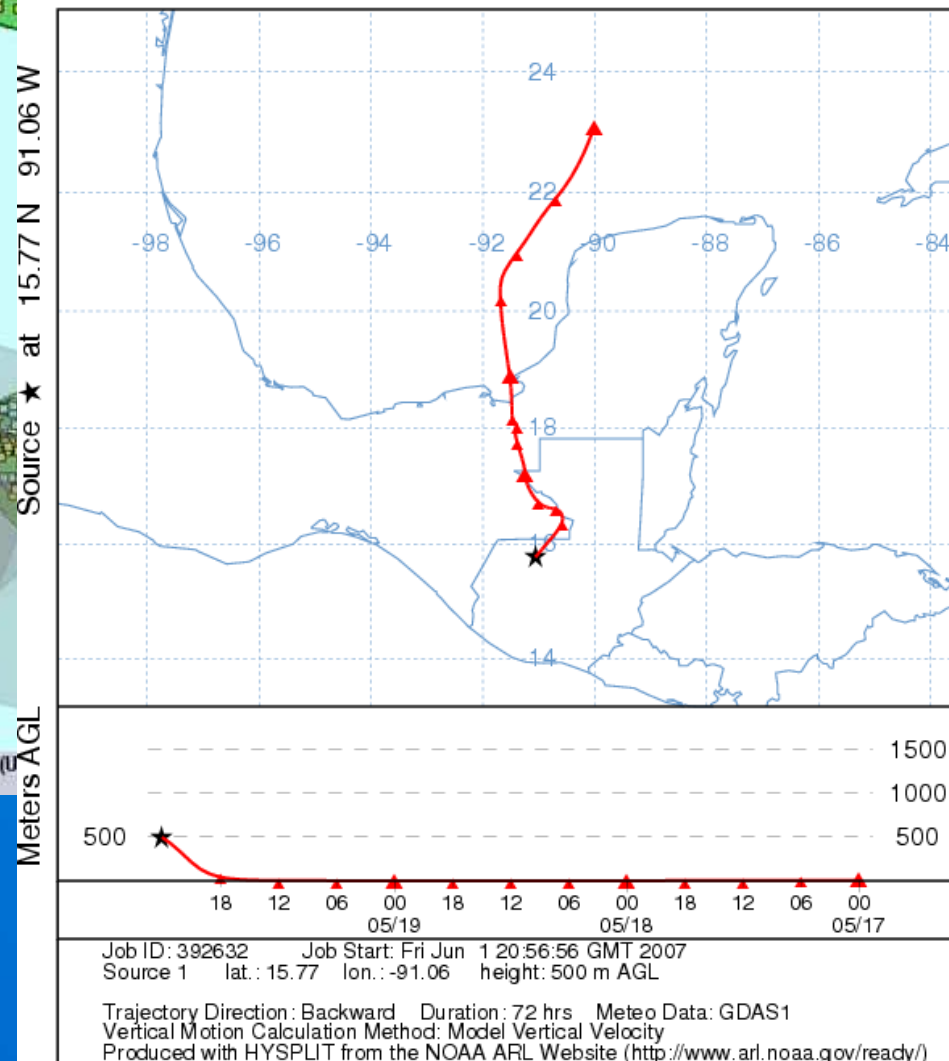 Source ★ at 15.77 N 91.06 W
24
22
-98 -96 -94 -92 -90 -88 -86 -84
20
18
16
14
Meters AGL
1500
1000
500 500
18 12 06 00 18 12 06 00 18 12 06 00
05/19 05/18 05/17
Job ID: 392632 Job Start: Fri Jun 1 20:56:56 GMT 2007
Source 1 lat.: 15.77 lon.: -91.06 height: 500 m AGL
Trajectory Direction: Backward Duration: 72 hrs Meteo Data: GDAS1
Vertical Motion Calculation Method: Model Vertical Velocity
Produced with HYSPLIT from the NOAA ARL Website (http://www.arl.noaa.gov/ready/)